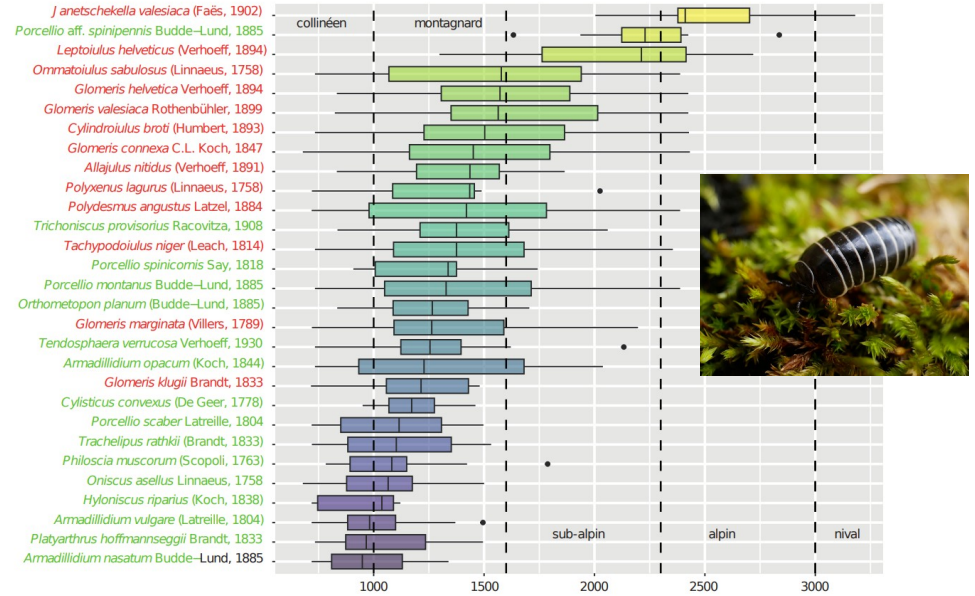 collinéen montagnard
Janetschekella valesiaca (Faës, 1902)
Porcellio aff. spinipennis Budde–Lund, 1885
Leptoiulus helveticus (Verhoeff, 1894)
Ommatoiulus sabulosus (Linnaeus, 1758)
Glomeris helvetica Verhoeff, 1894
Glomeris valesiaca Rothenbühler, 1899
Cylindroiulus broti (Humbert, 1893)
Glomeris connexa C.L. Koch, 1847
Allajulus nitidus (Verhoeff, 1891)
Polyxenus lagurus (Linnaeus, 1758)
Polydesmus angustus Latzel, 1884
Trichoniscus provisorius Racovitza, 1908
Tachypodoiulus niger (Leach, 1814)
Porcellio spinicornis Say, 1818
Porcellio montanus Budde–Lund, 1885
Orthometopon planum (Budde–Lund, 1885)
Glomeris marginata (Villers, 1789)
Tendosphaera verrucosa Verhoeff, 1930
Armadillidium opacum (Koch, 1844)
Glomeris klugii Brandt, 1833
Cylisticus convexus (De Geer, 1778)
Porcellio scaber Latreille, 1804
Trachelipus rathkii (Brandt, 1833)
Philoscia muscorum (Scopoli, 1763)
Oniscus asellus Linnaeus, 1758
Hyloniscus riparius (Koch, 1838)
Armadillidium vulgare (Latreille, 1804)
Platyarthrus hoffmannseggii Brandt, 1833
Armadillidium nasatum Budde–Lund, 1885
sub-alpin alpin nival
1000 1500 2000 2500 3000